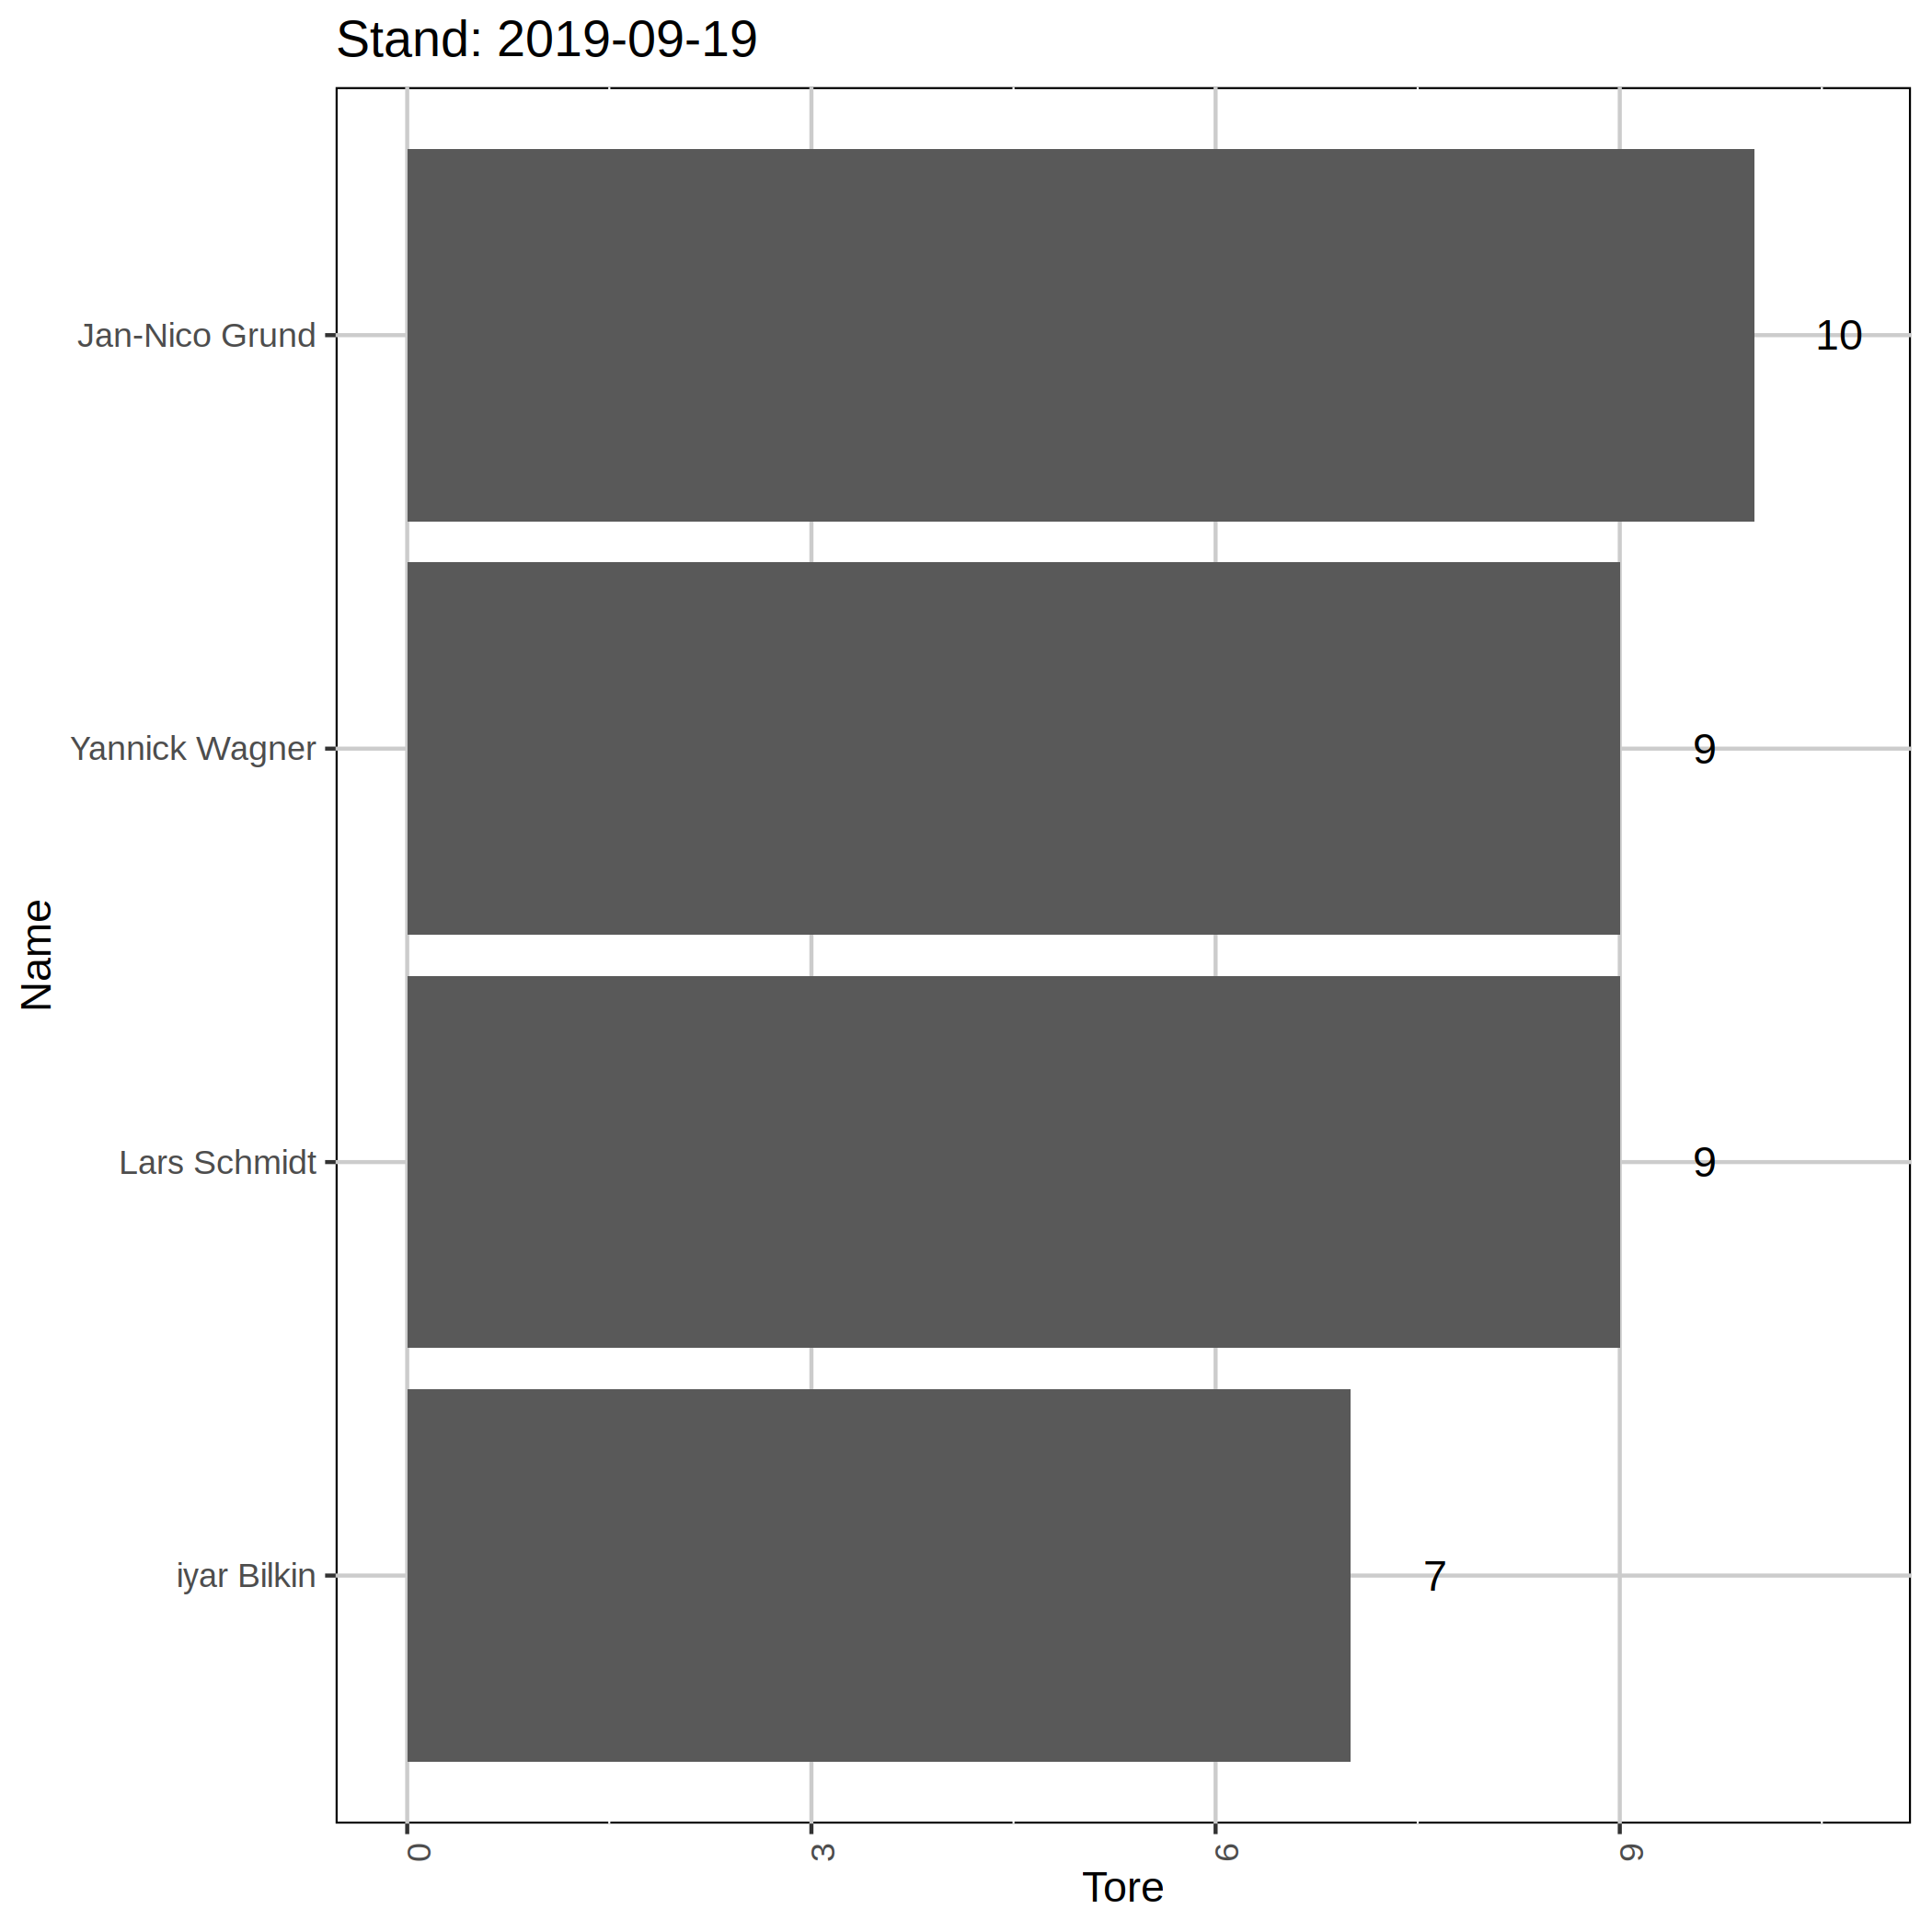 Stand: 2019-09-19
Name
Jan-Nico Grund
10
Yannick Wagner
9
Lars Schmidt
9
iyar Bilkin
7
0
3
6
9
Tore